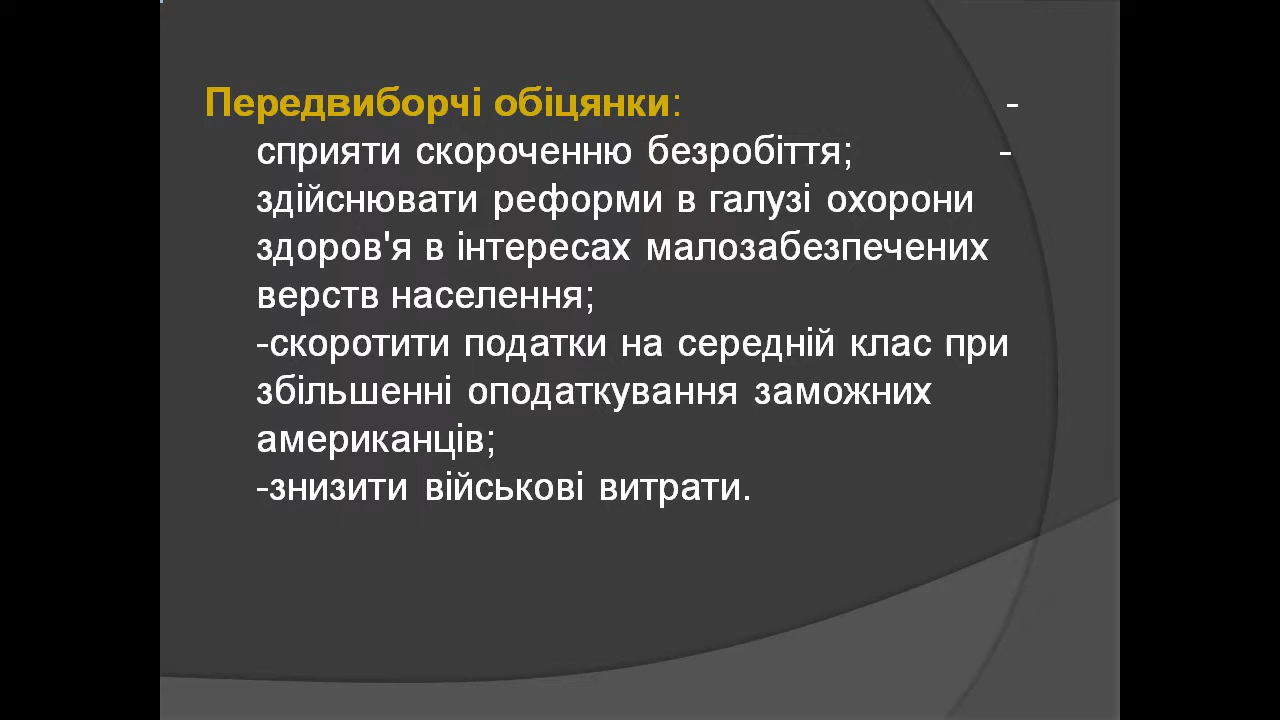 Передвиборчі обіцянки: -
сприяти скороченню безробіття; -
здійснювати реформи в галузі охорони
здоров'я в інтересах малозабезпечених
верств населення;
-скоротити податки на середній клас при
збільшенні оподаткування заможних
американців;
-знизити військові витрати.